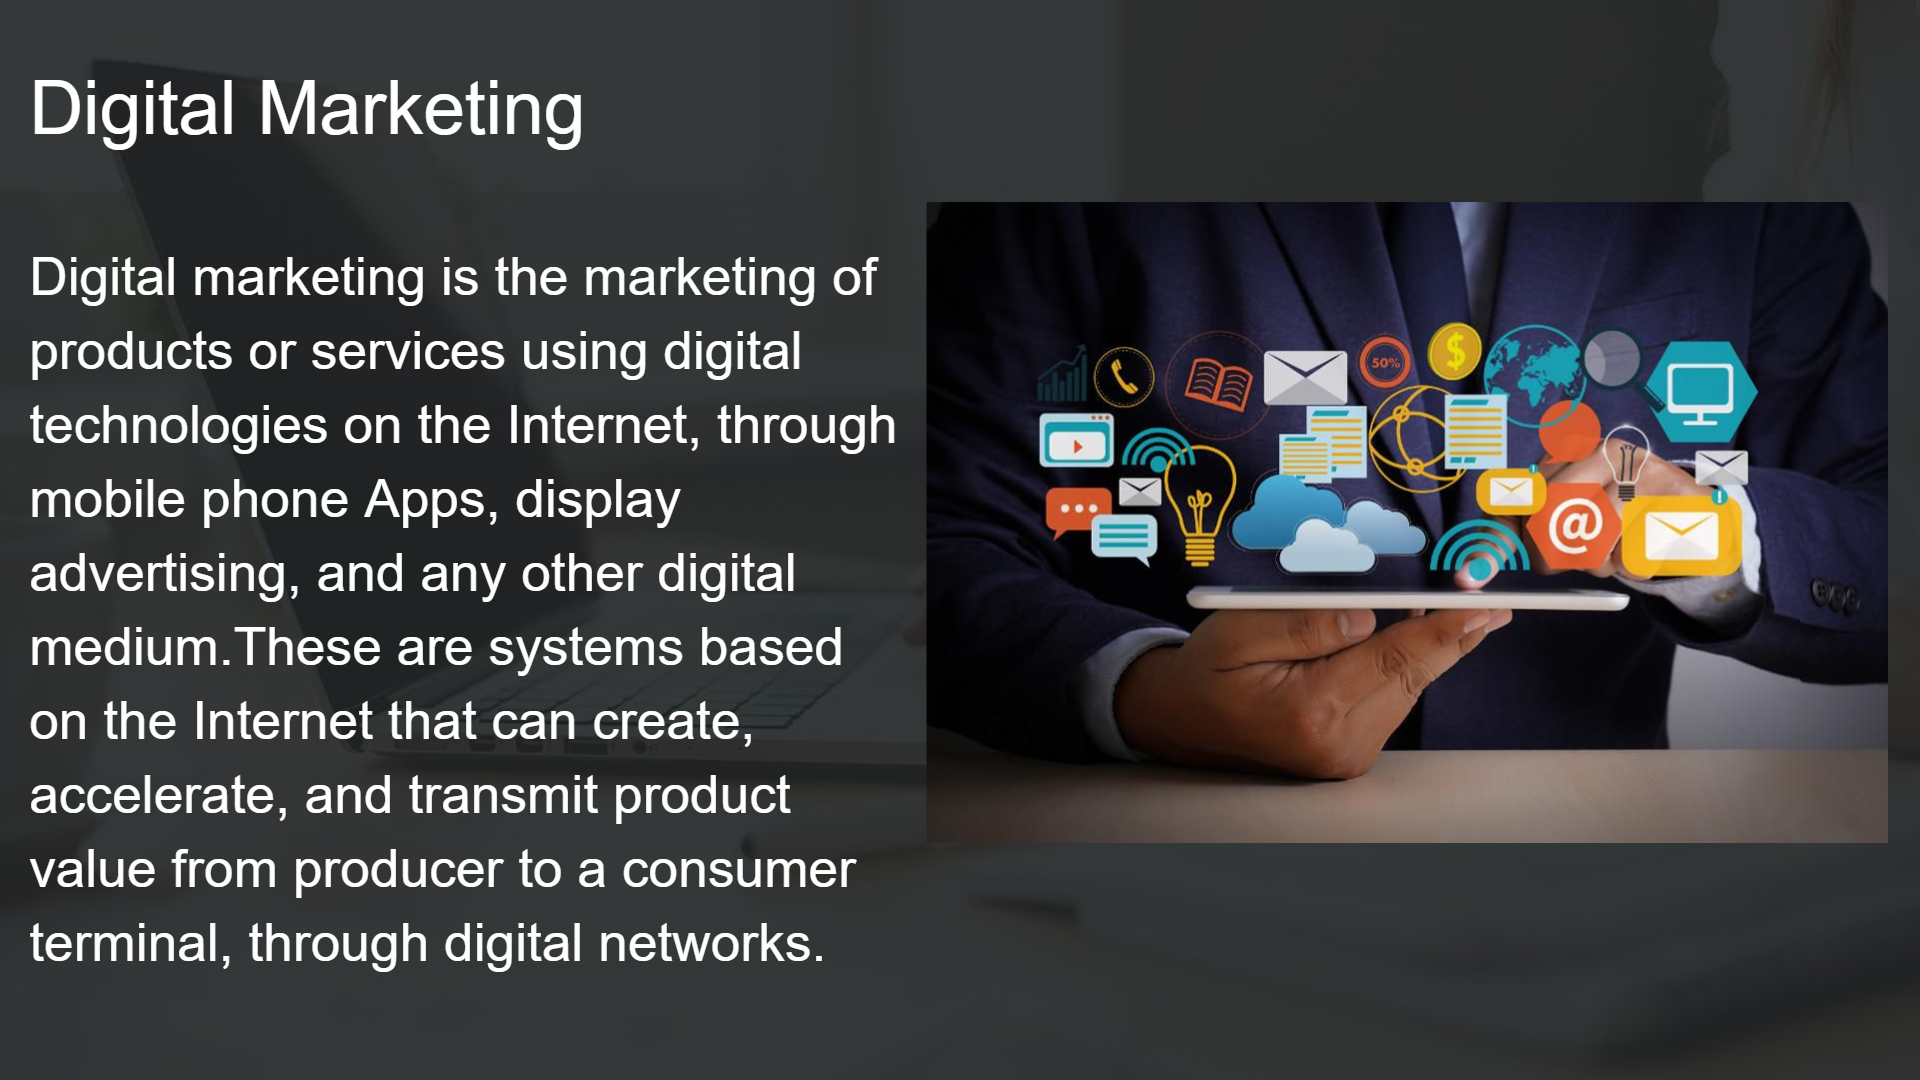 Digital Marketing
Digital marketing is the marketing of
products or services using digital
technologies on the Internet, through
mobile phone Apps, display
advertising, and any other digital
medium.These are systems based
on the Internet that can create,
accelerate, and transmit product
value from producer to a consumer
terminal, through digital networks.
50%
$
@
!
!